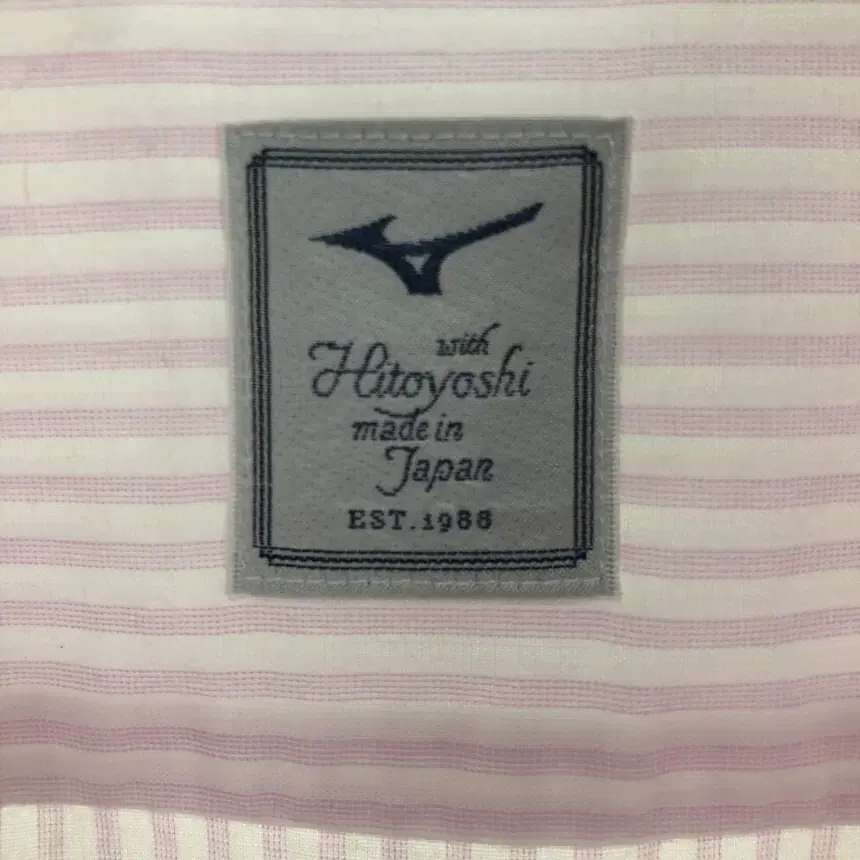 with
Hitoyoshi
made in
Japan
EST. 1988